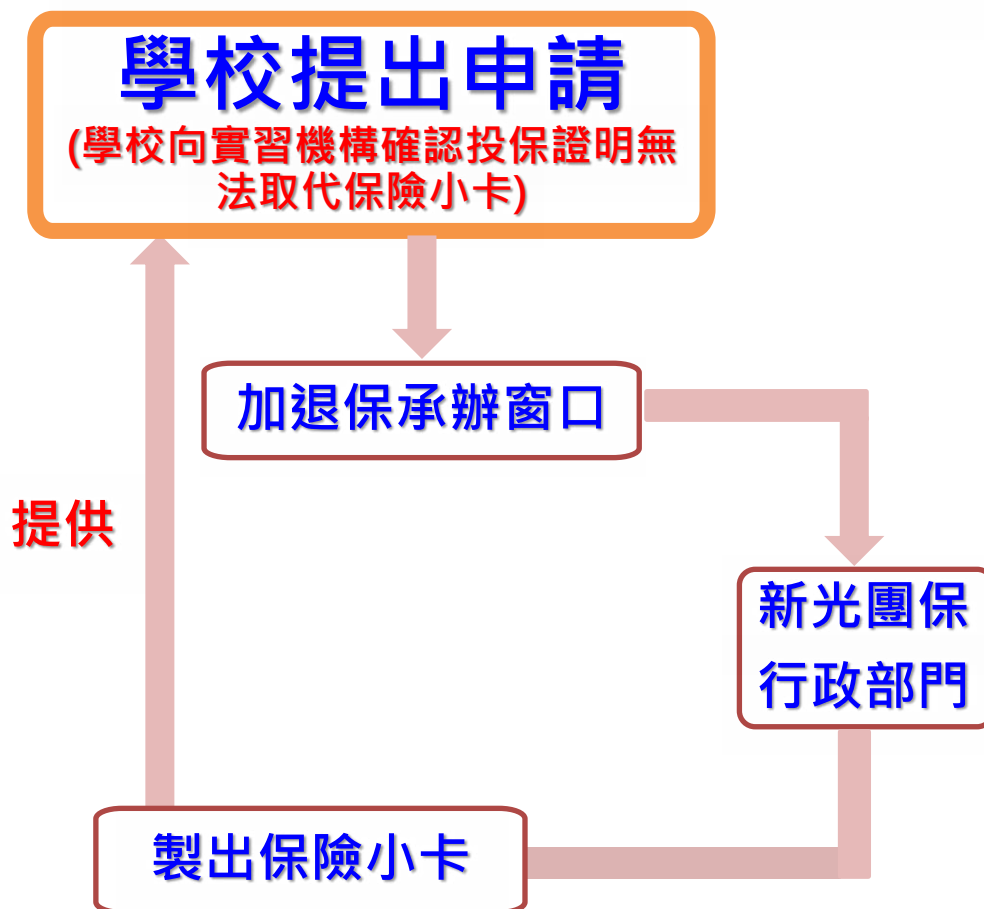 學校提出申請
(學校向實習機構確認投保證明無
法取代保險小卡)
加退保承辦窗口
提供
新光團保
行政部門
製出保險小卡